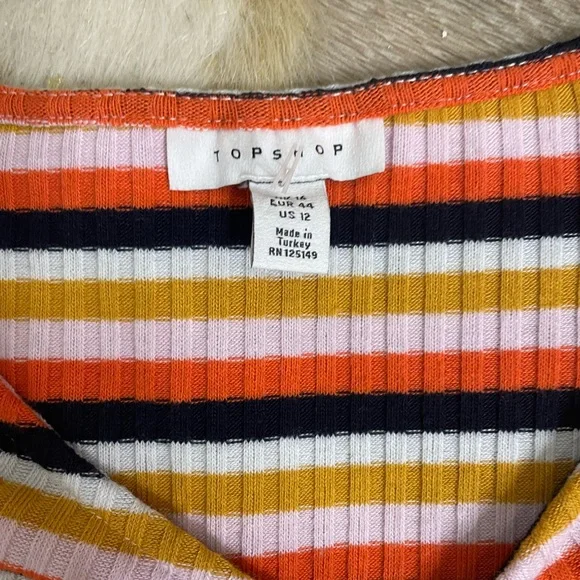 TOPSHOP
EUR 44
US 12
Made in
Turkey
RN 125149